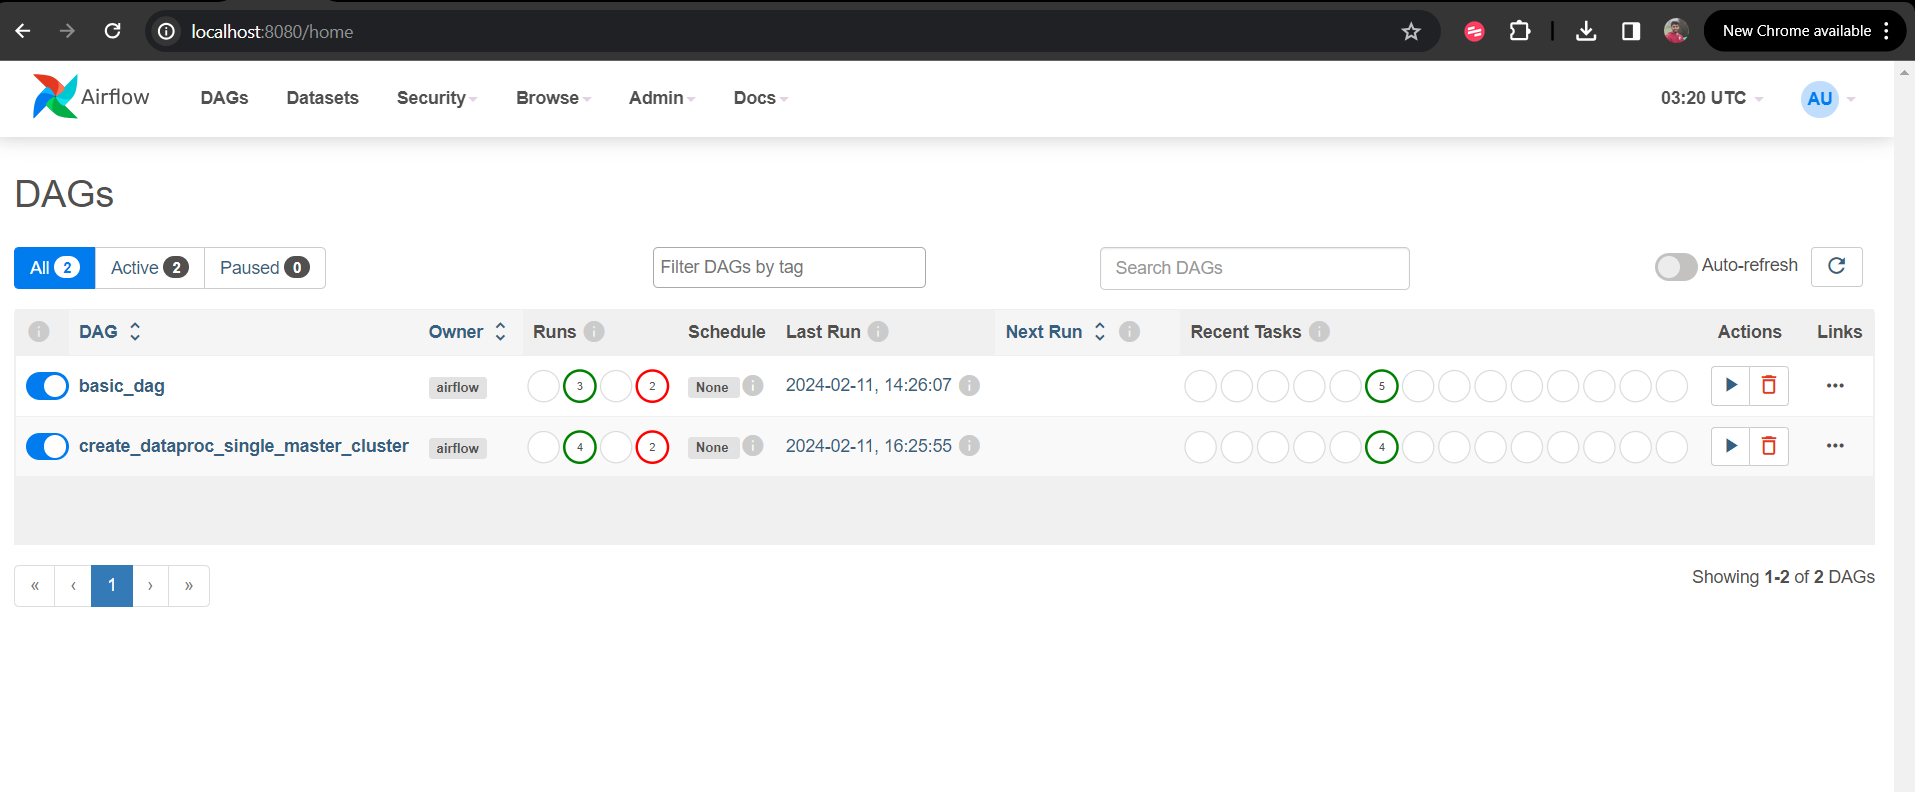 localhost:8080/home
New Chrome available
Airflow DAGs Datasets Security Browse Admin Docs 03:20 UTC AU
DAGs
All 2 Active 2 Paused 0 Filter DAGs by tag Search DAGs Auto-refresh
DAG Owner Runs Schedule Last Run Next Run Recent Tasks Actions Links
basic_dag airflow 3 2 None 2024-02-11, 14:26:07 5
create_dataproc_single_master_cluster airflow 4 2 None 2024-02-11, 16:25:55 4
« ‹ 1 › »
Showing 1-2 of 2 DAGs